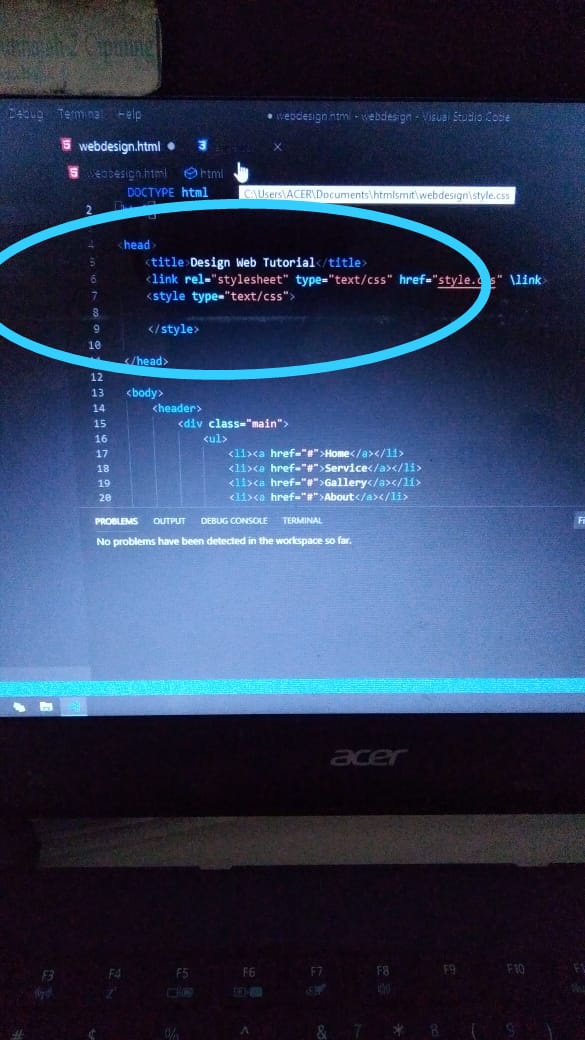 Debug Terminal Help ● webdesign.html - webdesign - Visual Studio Code
webdesign.html ●
webdesign.html html
C:\Users\ACER\Documents\htlmsmit\webdesign\style.css
DOCTYPE html
2
4 <head>
5 <title>Design Web Tutorial</title>
6 <link rel="stylesheet" type="text/css" href="style.css" \link>
7 <style type="text/css">
8
9 </style>
10
11 </head>
12
13 <body>
14 <header>
15 <div class="main">
16 <ul>
17 <li><a href="#">Home</a></li>
18 <li><a href="#">Service</a></li>
19 <li><a href="#">Gallery</a></li>
20 <li><a href="#">About</a></li>
PROBLEMS OUTPUT DEBUG CONSOLE TERMINAL
No problems have been detected in the workspace so far.
acer
F3 F4 F5 F6 F7 F8 F9 F10
# % ^ & 7 * 8 (